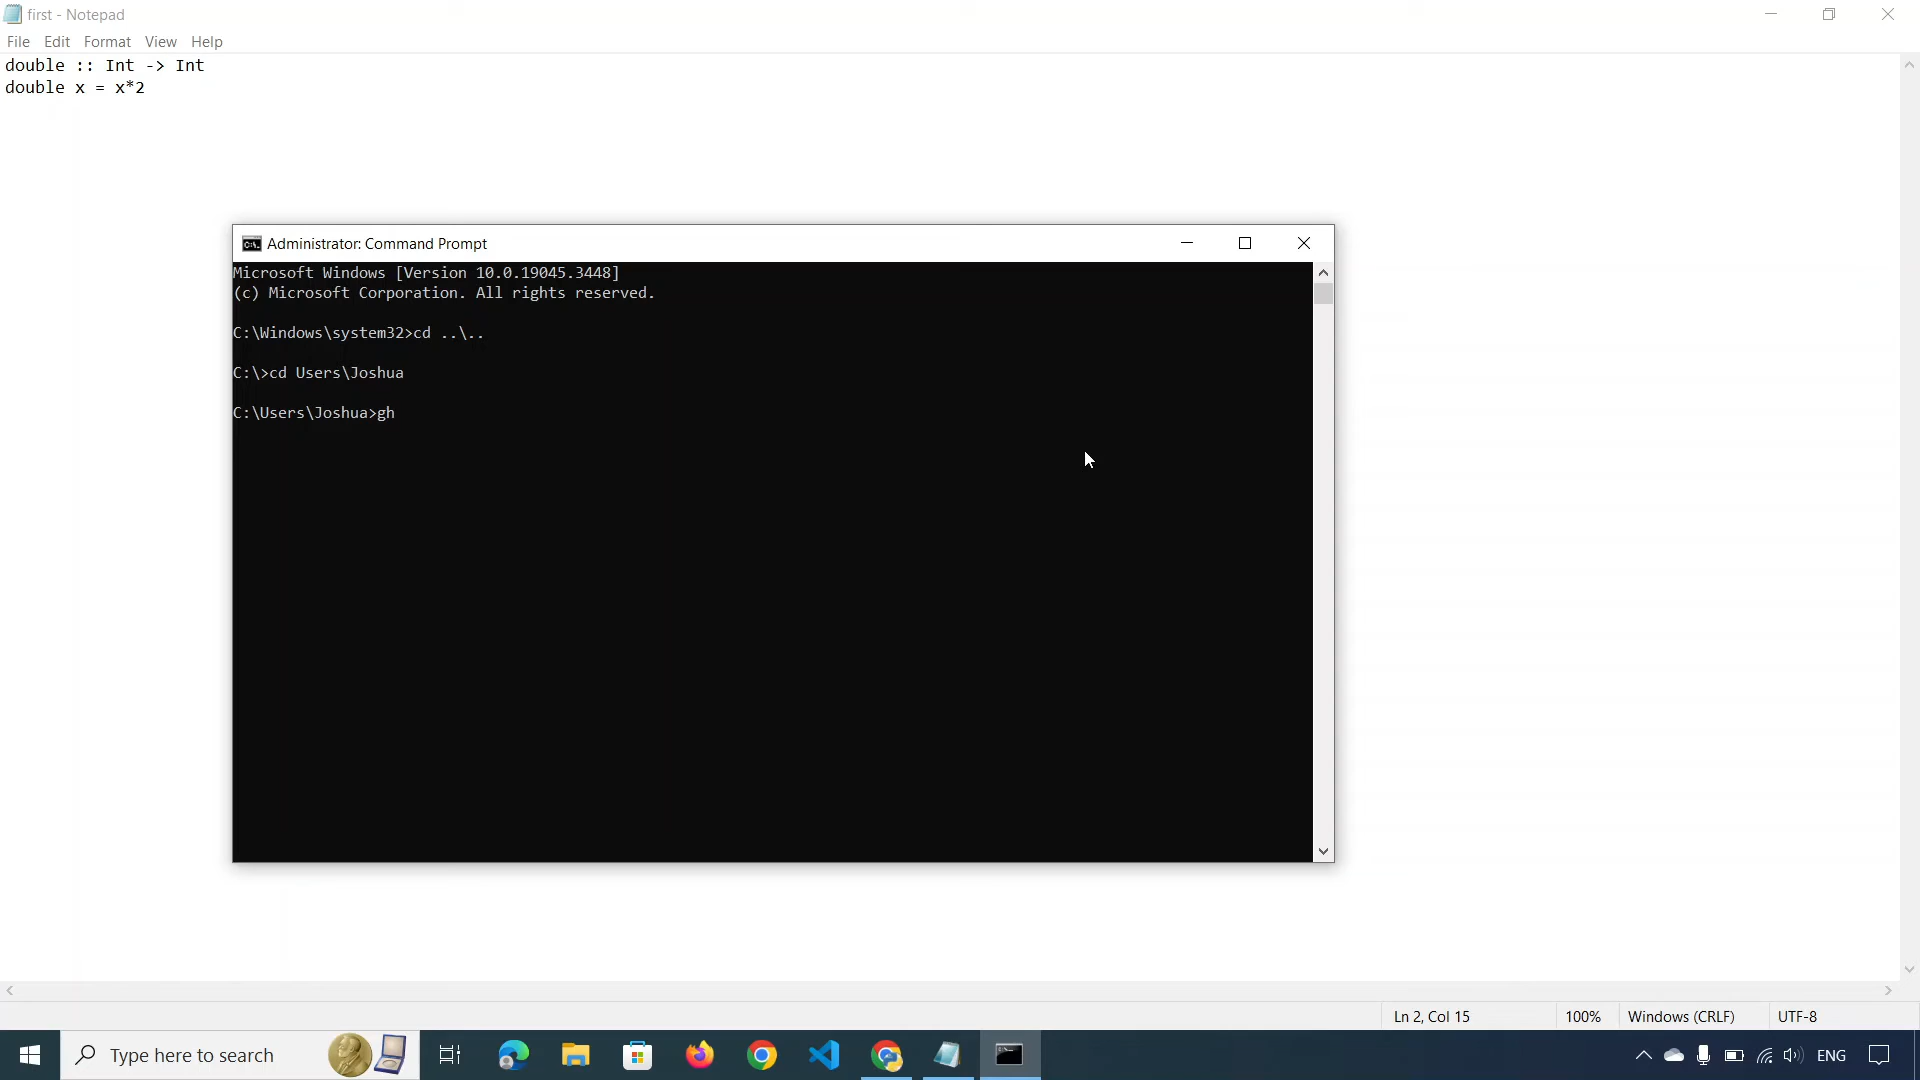 first - Notepad
File Edit Format View Help
double :: Int -> Int
double x = x*2
Administrator: Command Prompt
Microsoft Windows [Version 10.0.19045.3448]
(c) Microsoft Corporation. All rights reserved.
C:\Windows\system32>cd ..\..
C:\>cd Users\Joshua
C:\Users\Joshua>gh
Ln 2, Col 15 100% Windows (CRLF) UTF-8
Type here to search
ENG